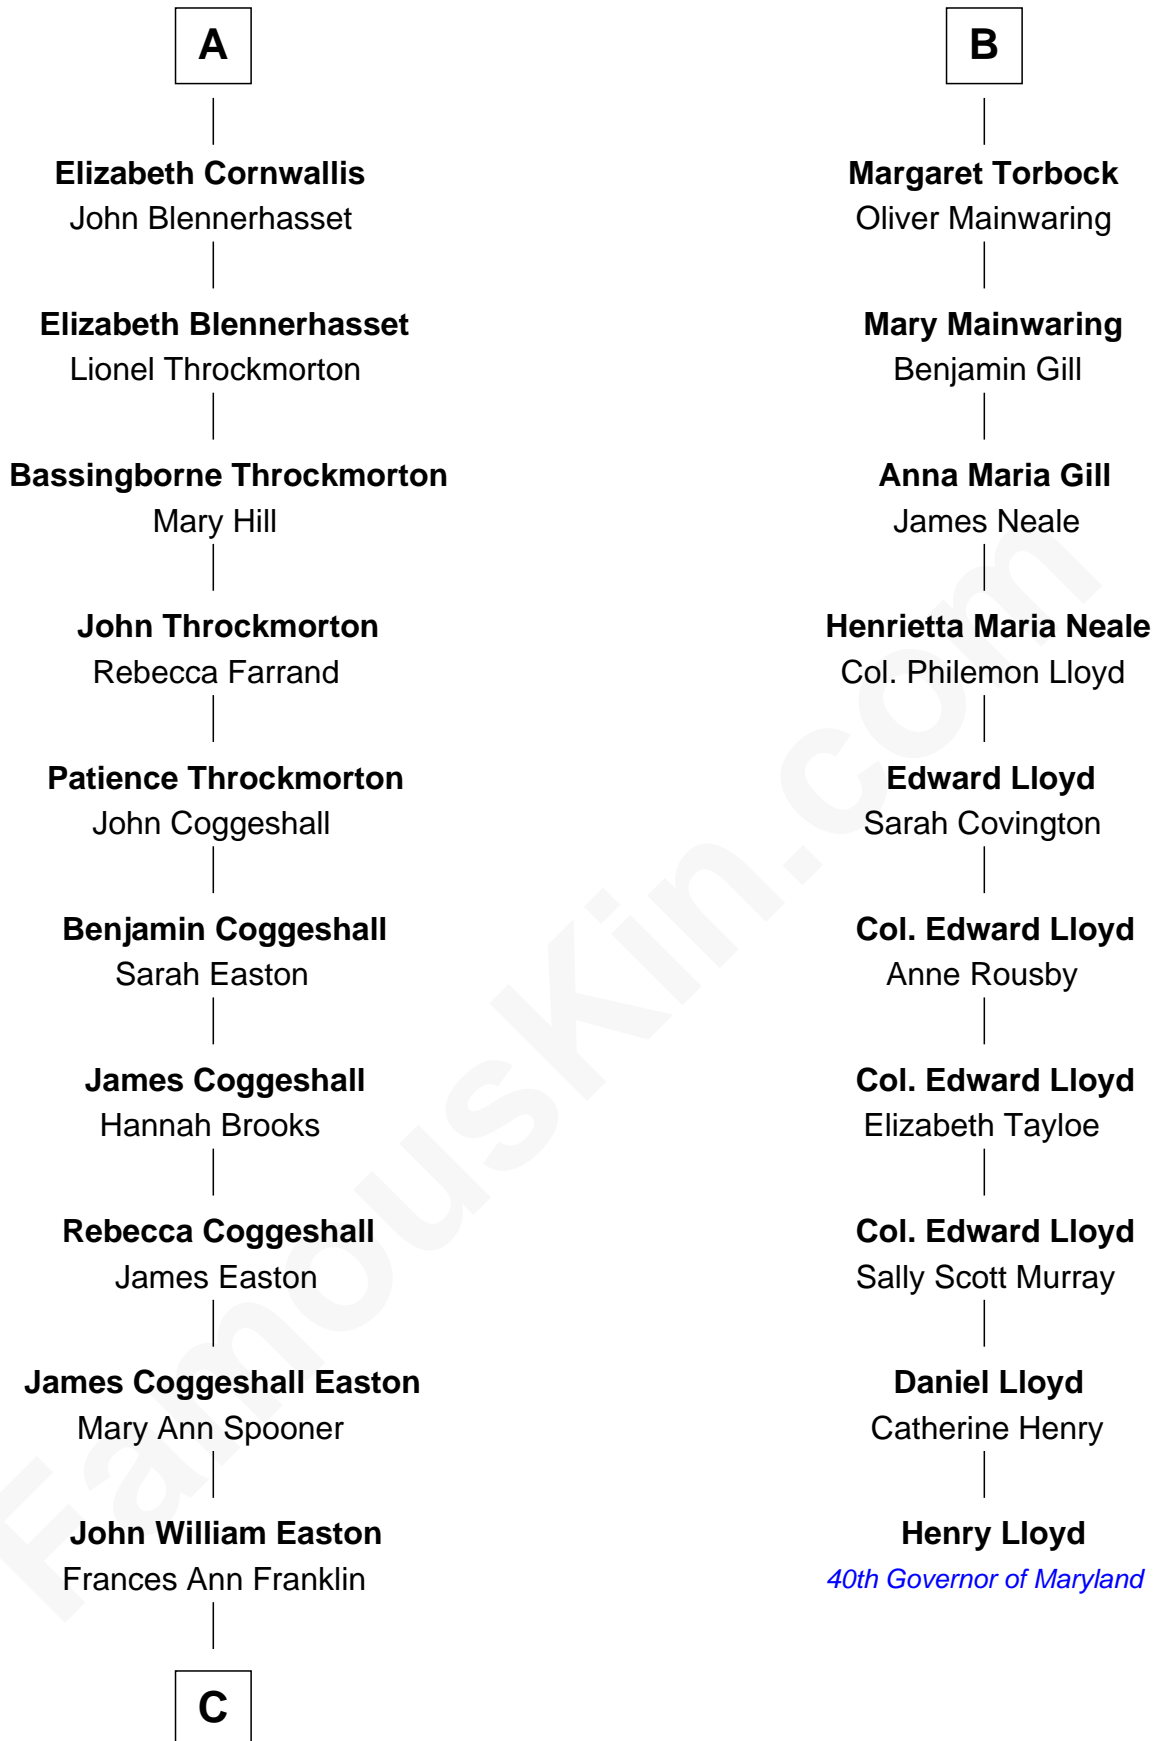 A
Elizabeth Cornwallis
John Blennerhasset
Elizabeth Blennerhasset
Lionel Throckmorton
Bassingborne Throckmorton
Mary Hill
John Throckmorton
Rebecca Farrand
Patience Throckmorton
John Coggeshall
Benjamin Coggeshall
Sarah Easton
James Coggeshall
Hannah Brooks
Rebecca Coggeshall
James Easton
James Coggeshall Easton
Mary Ann Spooner
John William Easton
Frances Ann Franklin
C
B
Margaret Torbock
Oliver Mainwaring
Mary Mainwaring
Benjamin Gill
Anna Maria Gill
James Neale
Henrietta Maria Neale
Col. Philemon Lloyd
Edward Lloyd
Sarah Covington
Col. Edward Lloyd
Anne Rousby
Col. Edward Lloyd
Elizabeth Tayloe
Col. Edward Lloyd
Sally Scott Murray
Daniel Lloyd
Catherine Henry
Henry Lloyd
40th Governor of Maryland
FamousKin.com